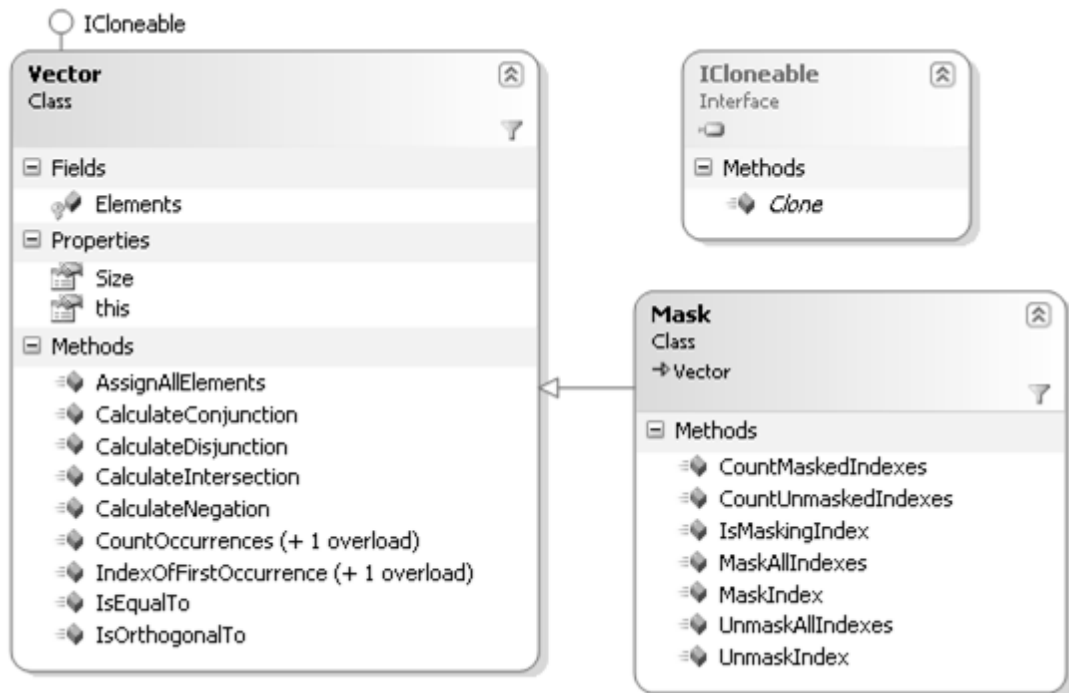 ICloneable
Vector
Class
Fields
Elements
Properties
Size
this
Methods
AssignAllElements
CalculateConjunction
CalculateDisjunction
CalculateIntersection
CalculateNegation
CountOccurrences (+ 1 overload)
IndexOfFirstOccurrence (+ 1 overload)
IsEqualTo
IsOrthogonalTo
ICloneable
Interface
Methods
Clone
Mask
Class
Vector
Methods
CountMaskedIndexes
CountUnmaskedIndexes
IsMaskingIndex
MaskAllIndexes
MaskIndex
UnmaskAllIndexes
UnmaskIndex